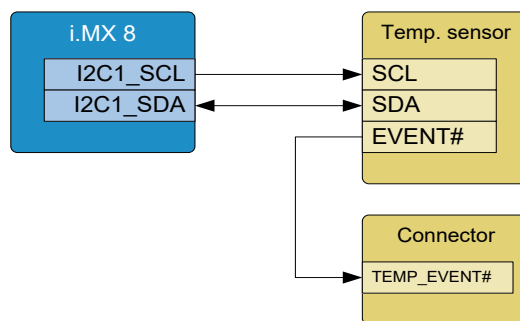 i.MX 8
I2C1_SCL
I2C1_SDA
Temp. sensor
SCL
SDA
EVENT#
Connector
TEMP_EVENT#